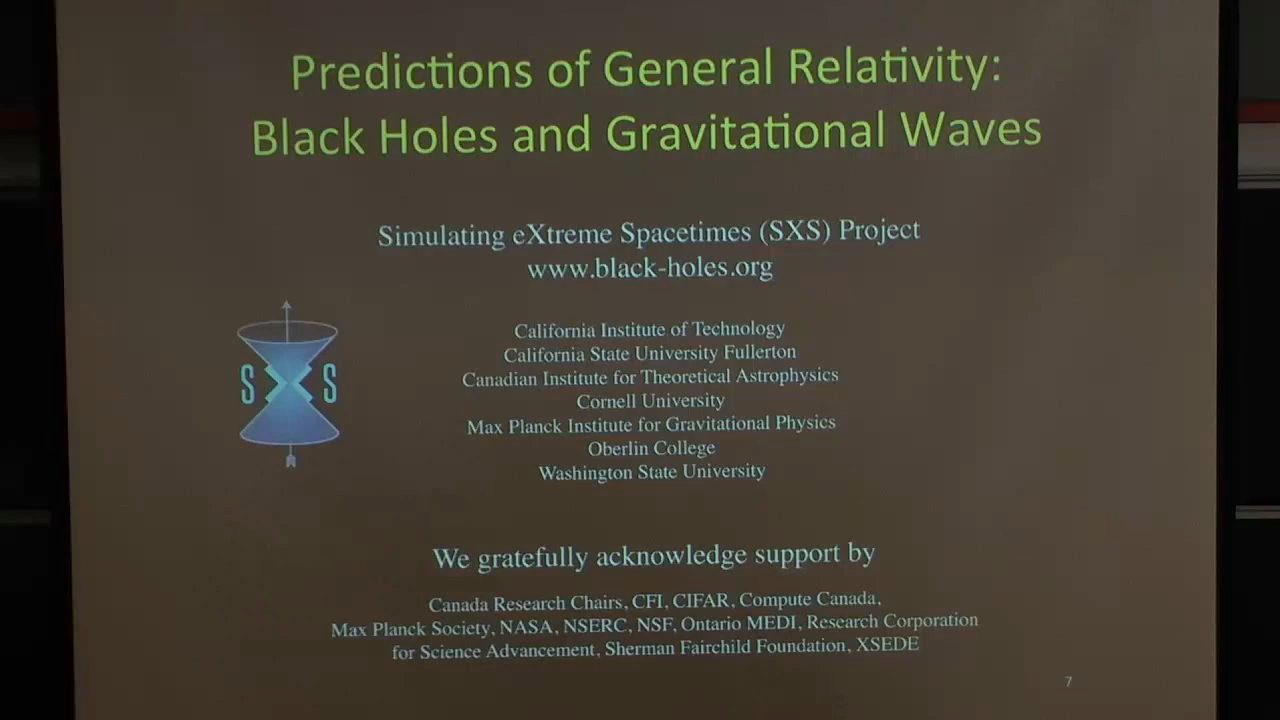 Predictions of General Relativity:
Black Holes and Gravitational Waves
Simulating eXtreme Spacetimes (SXS) Project
www.black-holes.org
SXS
California Institute of Technology
California State University Fullerton
Canadian Institute for Theoretical Astrophysics
Cornell University
Max Planck Institute for Gravitational Physics
Oberlin College
Washington State University
We gratefully acknowledge support by
Canada Research Chairs, CFI, CIFAR, Compute Canada,
Max Planck Society, NASA, NSERC, NSF, Ontario MEDI, Research Corporation
for Science Advancement, Sherman Fairchild Foundation, XSEDE
7